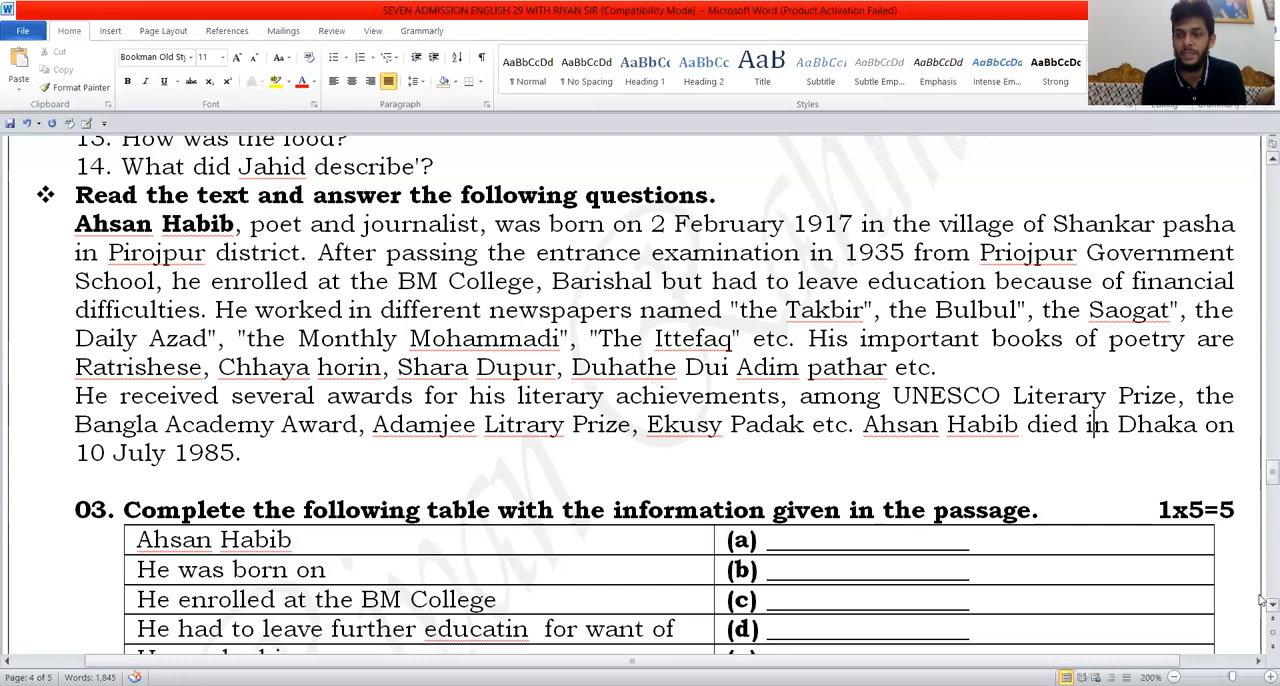 SEVEN ADMISSION ENGLISH 29 WITH RIYAN SIR [Compatibility Mode] - Microsoft Word (Product Activation Failed)
File Home Insert Page Layout References Mailings Review View Grammarly
Paste
Cut
Copy
Format Painter
Clipboard
Bookman Old St 11
Font
Paragraph
AaBbCcDd AaBbCcDd AaBbCc AaBbCc AaB AaBbCcI AaBbCcDd AaBbCcDd AaBbCcDd AaBbCcDc
¶ Normal ¶ No Spacing Heading 1 Heading 2 Title Subtitle Subtle Emp... Emphasis Intense Em... Strong
Styles
13. How was the food?
14. What did Jahid describe'?
❖ Read the text and answer the following questions.
Ahsan Habib, poet and journalist, was born on 2 February 1917 in the village of Shankar pasha
in Pirojpur district. After passing the entrance examination in 1935 from Priojpur Government
School, he enrolled at the BM College, Barishal but had to leave education because of financial
difficulties. He worked in different newspapers named "the Takbir", the Bulbul", the Saogat", the
Daily Azad", "the Monthly Mohammadi", "The Ittefaq" etc. His important books of poetry are
Ratrishese, Chhaya horin, Shara Dupur, Duhathe Dui Adim pathar etc.
He received several awards for his literary achievements, among UNESCO Literary Prize, the
Bangla Academy Award, Adamjee Litrary Prize, Ekusy Padak etc. Ahsan Habib died in Dhaka on
10 July 1985.
03. Complete the following table with the information given in the passage. 1x5=5
Ahsan Habib (a) ______________
He was born on (b) ______________
He enrolled at the BM College (c) ______________
He had to leave further educatin for want of (d) ______________
Page: 4 of 5 Words: 1,845 200%